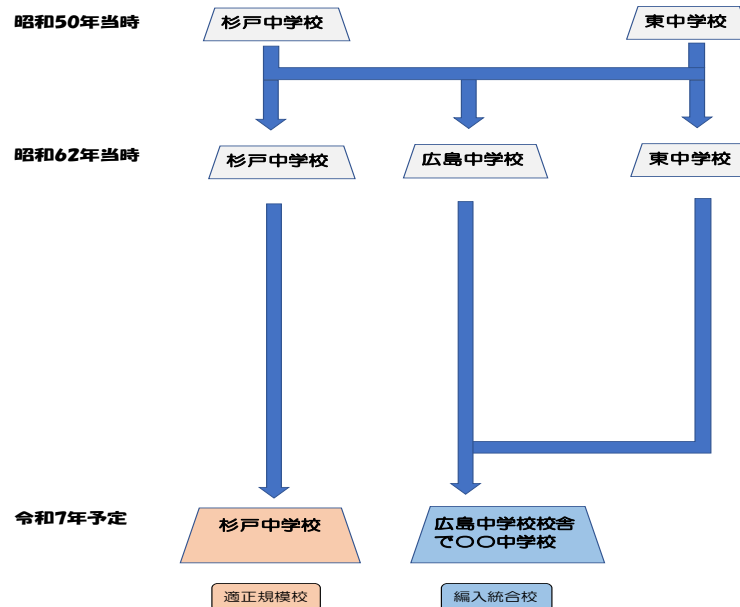 昭和50年当時
杉戸中学校
東中学校
昭和62年当時
杉戸中学校
広島中学校
東中学校
令和7年予定
杉戸中学校
広島中学校校舎
で〇〇中学校
適正規模校
編入統合校